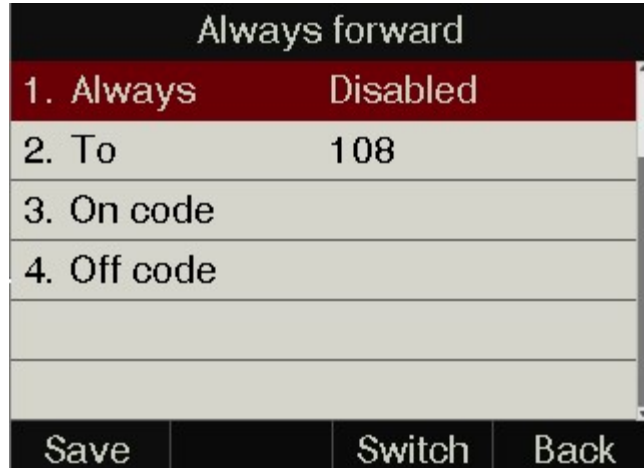 Always forward
1. Always Disabled
2. To 108
3. On code
4. Off code
Save Switch Back